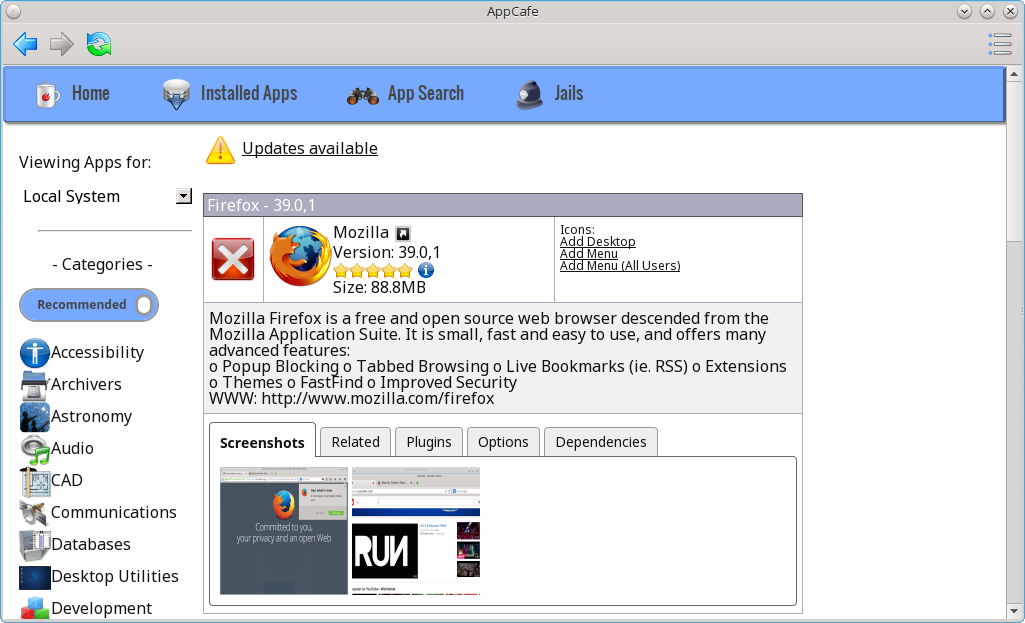 AppCafe
Home
Installed Apps
App Search
Jails
Viewing Apps for:
Local System
- Categories -
Recommended
Accessibility
Archivers
Astronomy
Audio
CAD
Communications
Databases
Desktop Utilities
Development
Updates available
Firefox - 39.0,1
Mozilla
Version: 39.0,1
Size: 88.8MB
Icons:
Add Desktop
Add Menu
Add Menu (All Users)
Mozilla Firefox is a free and open source web browser descended from the
Mozilla Application Suite. It is small, fast and easy to use, and offers many
advanced features:
o Popup Blocking o Tabbed Browsing o Live Bookmarks (ie. RSS) o Extensions
o Themes o FastFind o Improved Security
WWW: http://www.mozilla.com/firefox
Screenshots
Related
Plugins
Options
Dependencies
Committed to you,
your privacy and an open Web
RUN